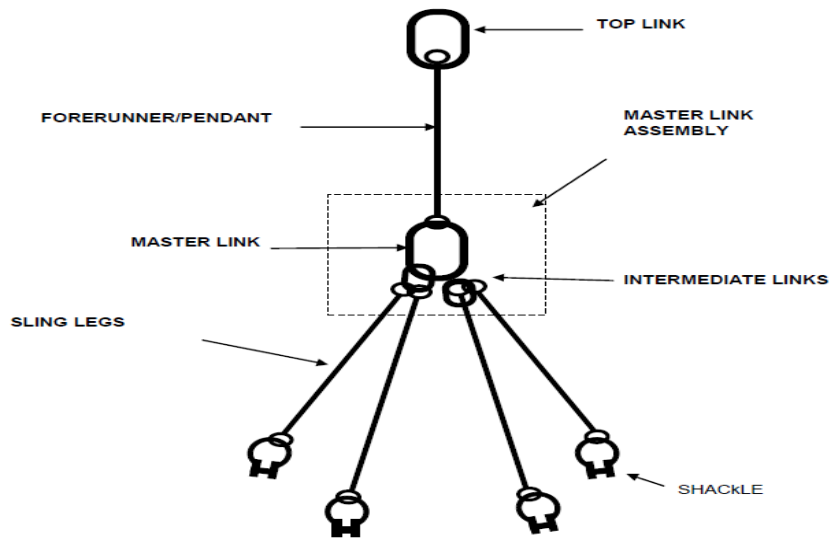 TOP LINK
FORERUNNER/PENDANT
MASTER LINK
ASSEMBLY
MASTER LINK
INTERMEDIATE LINKS
SLING LEGS
SHACkLE